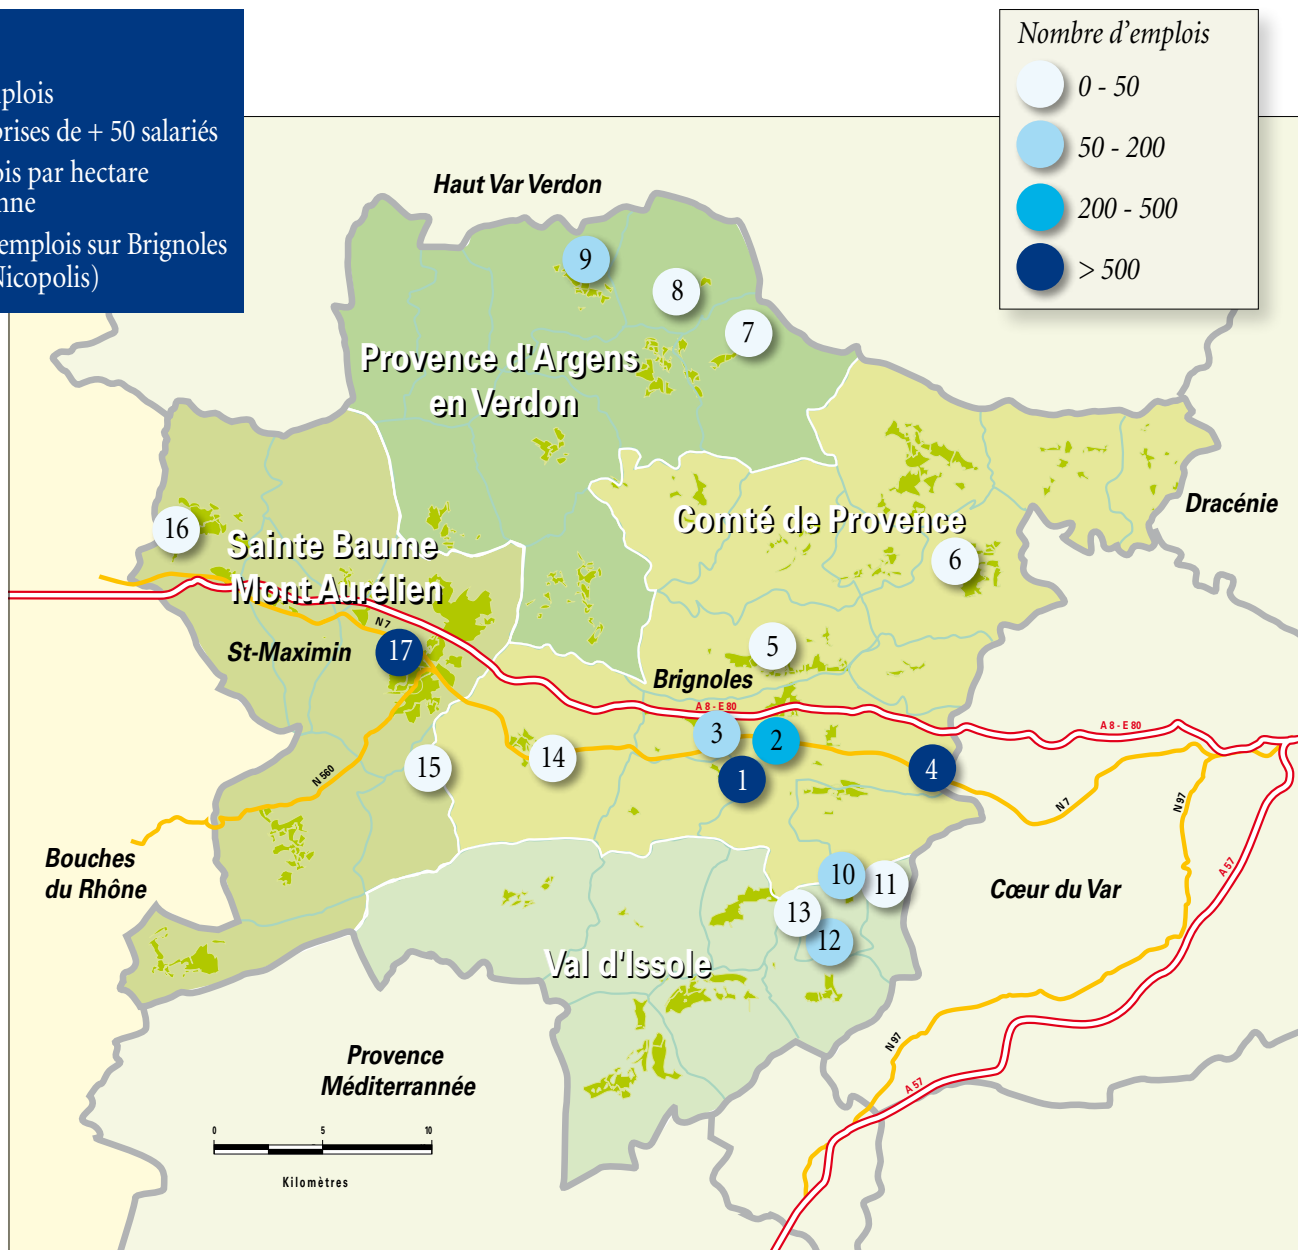 plois
prises de + 50 salariés
ois par hectare
nne
emplois sur Brignoles
Nicopolis)
Nombre d'emplois
0 - 50
50 - 200
200 - 500
> 500
Haut Var Verdon
9
8
7
Provence d'Argens
en Verdon
Dracénie
Comté de Provence
16
Sainte Baume
Mont Aurélien
6
N 7
St-Maximin
17
5
Brignoles
A 8 - E 80
A 8 - E 80
3
2
14
15
1
4
N 560
N 7
N 97
Bouches
du Rhône
A 57
10
11
Cœur du Var
13
12
Val d'Issole
N 97
Provence
Méditerrannée
A 57
0 5 10
Kilomètres